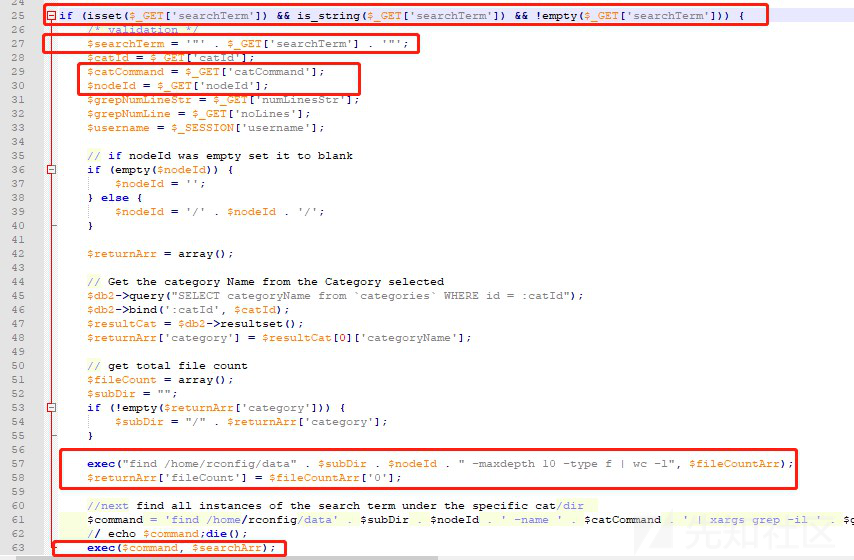 24
25 if (isset($_GET['searchTerm']) && is_string($_GET['searchTerm']) && !empty($_GET['searchTerm'])) {
26 /* validation */
27 $searchTerm = '"' . $_GET['searchTerm'] . '"';
28 $catId = $_GET['catId'];
29 $catCommand = $_GET['catCommand'];
30 $nodeId = $_GET['nodeId'];
31 $grepNumLineStr = $_GET['numLinesStr'];
32 $grepNumLine = $_GET['noLines'];
33 $username = $_SESSION['username'];
34
35 // if nodeId was empty set it to blank
36 if (empty($nodeId)) {
37 $nodeId = '';
38 } else {
39 $nodeId = '/' . $nodeId . '/';
40 }
41
42 $returnArr = array();
43
44 // Get the category Name from the Category selected
45 $db2->query("SELECT categoryName from `categories` WHERE id = :catId");
46 $db2->bind(':catId', $catId);
47 $resultCat = $db2->resultset();
48 $returnArr['category'] = $resultCat[0]['categoryName'];
49
50 // get total file count
51 $fileCount = array();
52 $subDir = "";
53 if (!empty($returnArr['category'])) {
54 $subDir = "/" . $returnArr['category'];
55 }
56
57 exec("find /home/rconfig/data" . $subDir . $nodeId . " -maxdepth 10 -type f | wc -l", $fileCountArr);
58 $returnArr['fileCount'] = $fileCountArr['0'];
59
60 //next find all instances of the search term under the specific cat/dir
61 $command = 'find /home/rconfig/data' . $subDir . $nodeId . ' -name ' . $catCommand . ' | xargs grep -il ' . $g
62 // echo $command;die();
63 exec($command, $searchArr);
先知社区